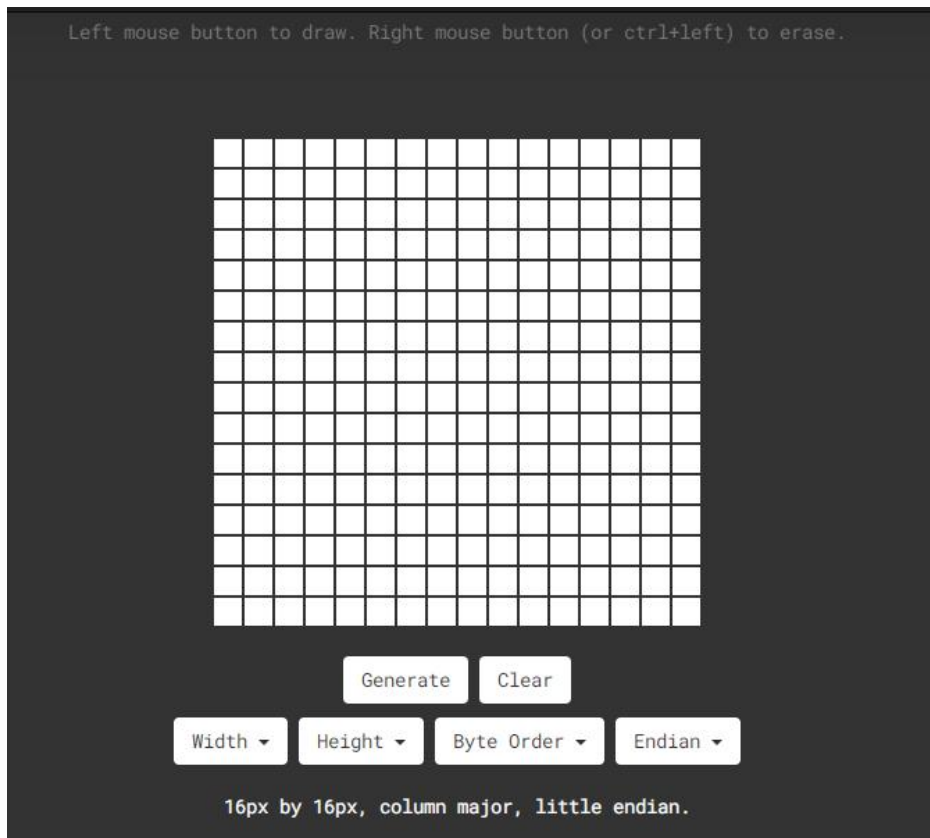 Left mouse button to draw. Right mouse button (or ctrl+left) to erase.
Generate Clear
Width Height Byte Order Endian
16px by 16px, column major, little endian.